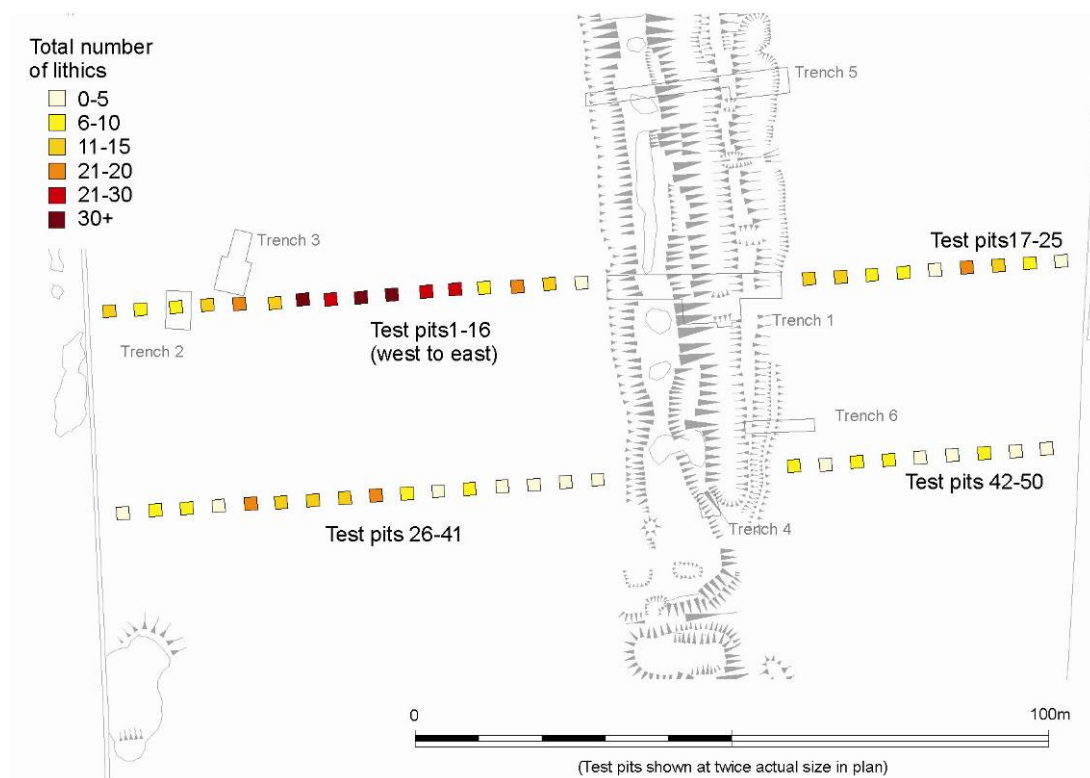 Total number
of lithics
0-5
6-10
11-15
21-20
21-30
30+
Trench 5
Trench 3
Test pits17-25
Trench 2
Test pits1-16
(west to east)
Trench 1
Trench 6
Test pits 26-41
Test pits 42-50
Trench 4
0
100m
(Test pits shown at twice actual size in plan)